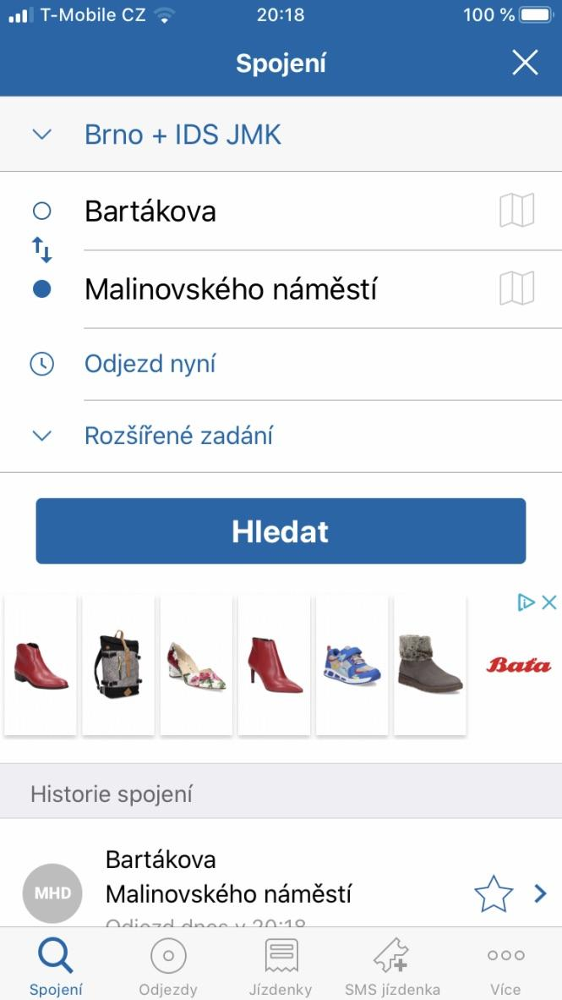 T-Mobile CZ 20:18 100 %
Spojení
Brno + IDS JMK
Bartákova
Malinovského náměstí
Odjezd nyní
Rozšířené zadání
Hledat
Baťa
Historie spojení
MHD
Bartákova
Malinovského náměstí
Odjezd dnes v 20:18
Spojení Odjezdy Jízdenky SMS jízdenka Více